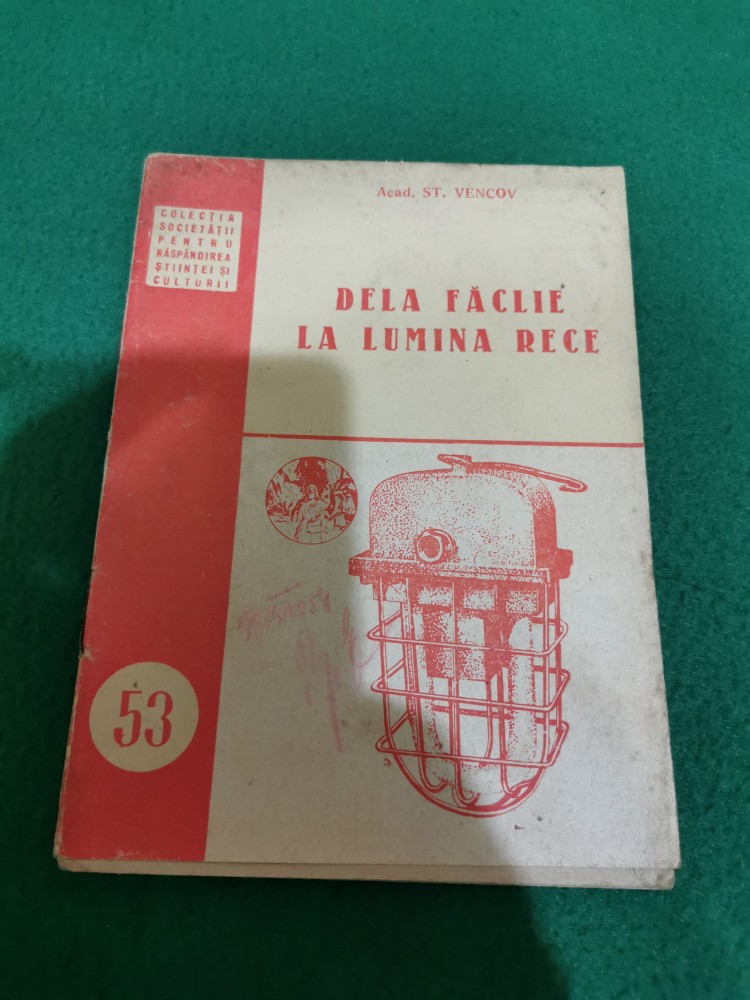 Acad. ST. VENCOV
COLECȚIA
SOCIETĂȚII
PENTRU
RĂSPÂNDIREA
ȘTIINȚEI ȘI
CULTURII
DELA FĂCLIE
LA LUMINA RECE
53